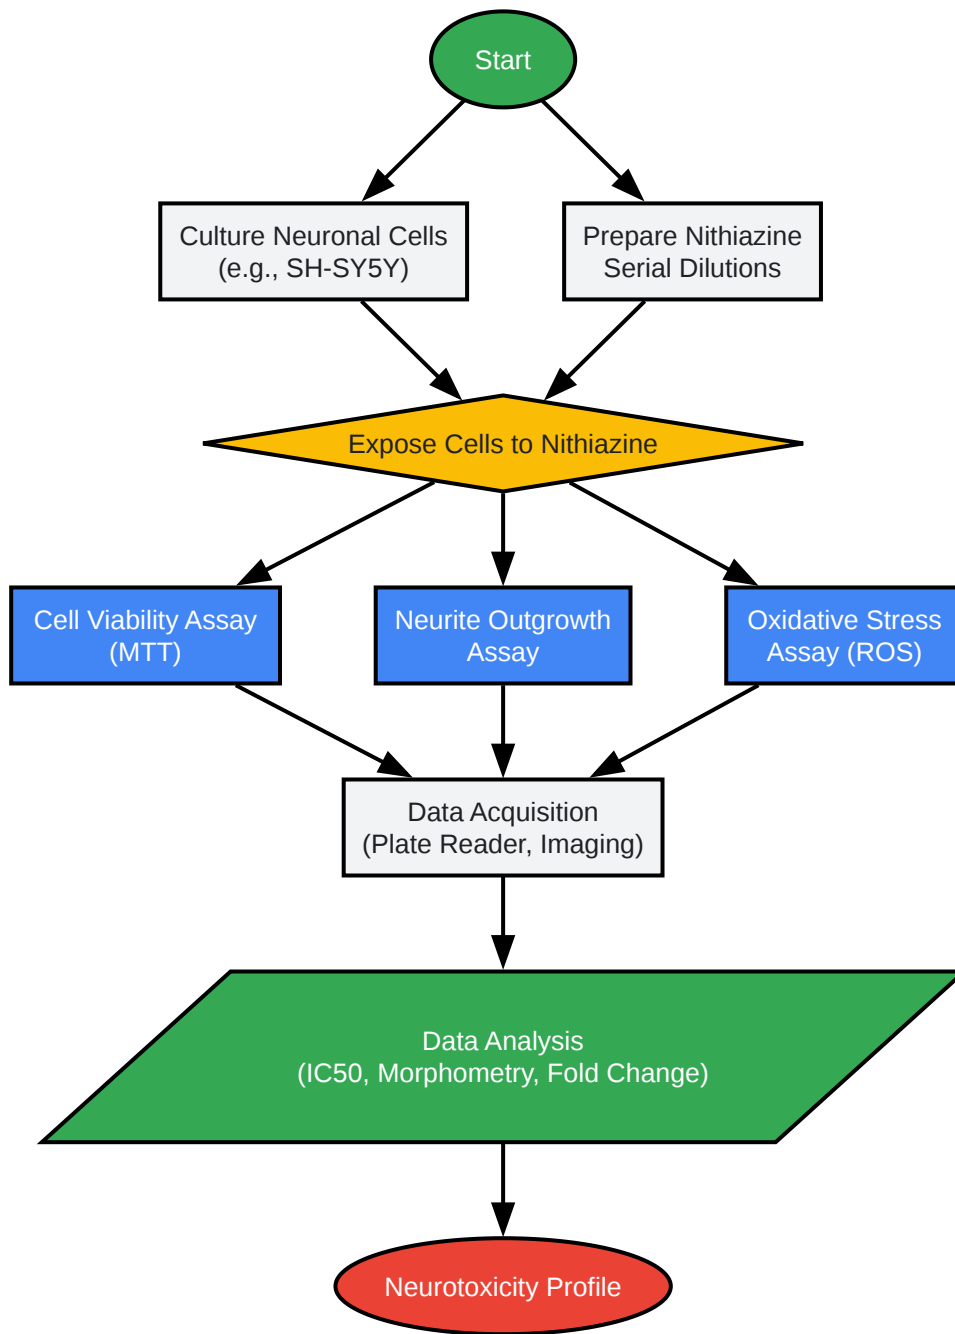 Start
Culture Neuronal Cells
(e.g., SH-SY5Y)
Prepare Nithiazine
Serial Dilutions
Expose Cells to Nithiazine
Cell Viability Assay
(MTT)
Neurite Outgrowth
Assay
Oxidative Stress
Assay (ROS)
Data Acquisition
(Plate Reader, Imaging)
Data Analysis
(IC50, Morphometry, Fold Change)
Neurotoxicity Profile